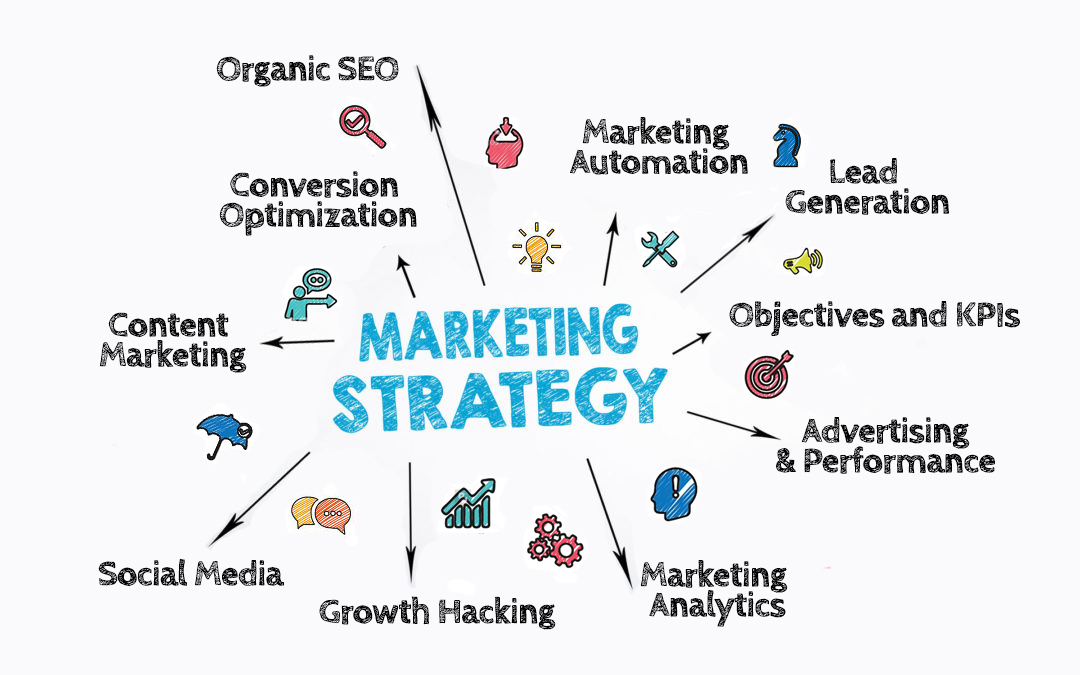 Organic SEO
Marketing
Automation
Lead
Generation
Conversion
Optimization
Objectives and KPIs
Content
Marketing
MARKETING
STRATEGY
Advertising
& Performance
Social Media
Growth Hacking
Marketing
Analytics